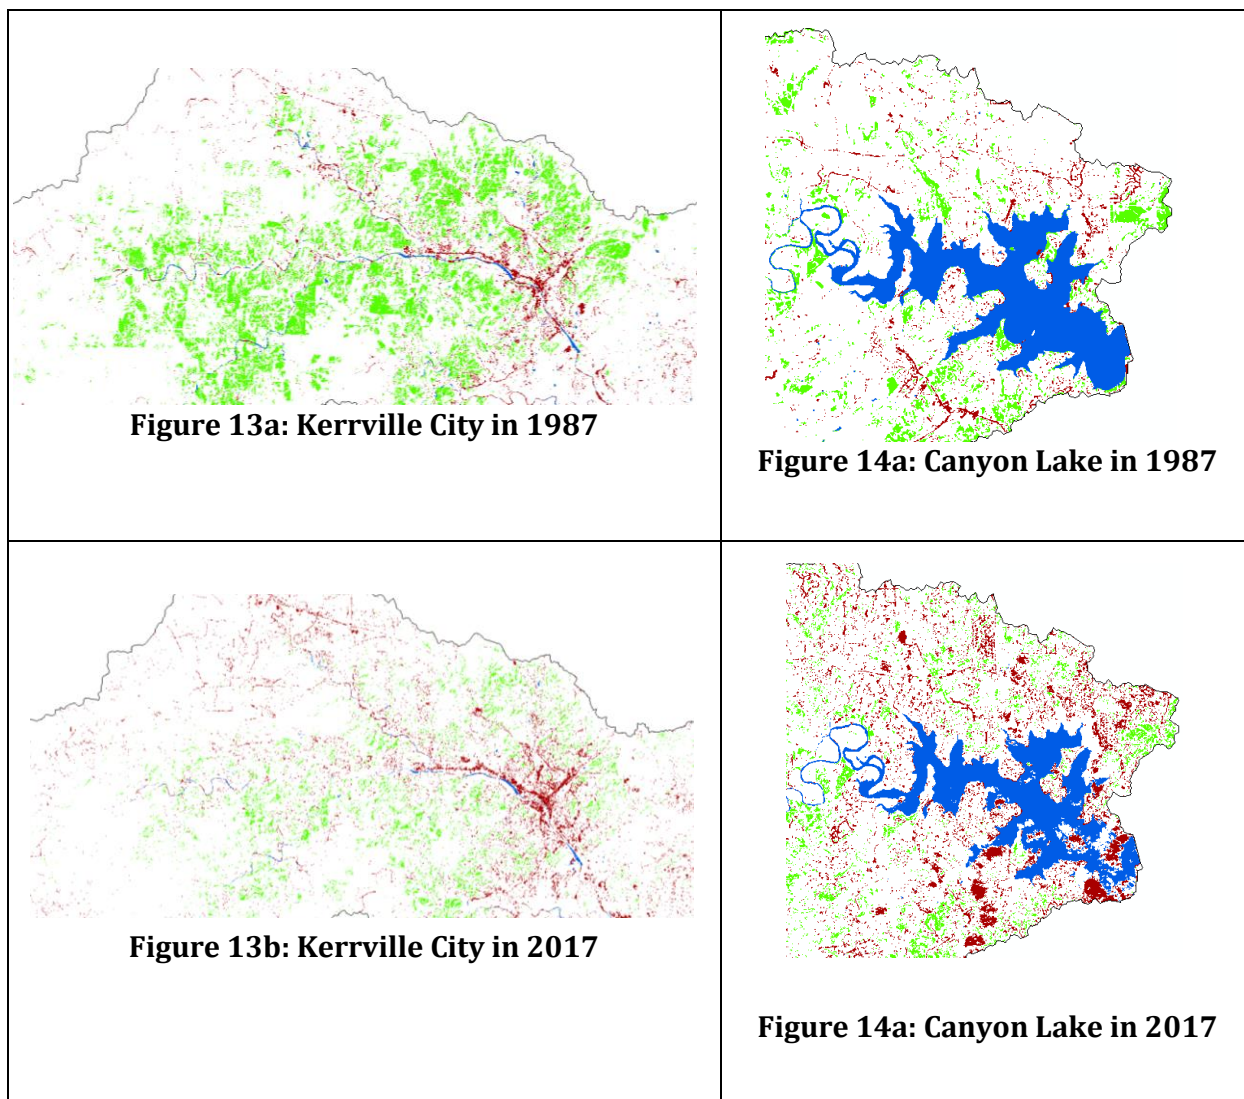 Figure 13a: Kerrville City in 1987
Figure 14a: Canyon Lake in 1987
Figure 13b: Kerrville City in 2017
Figure 14a: Canyon Lake in 2017